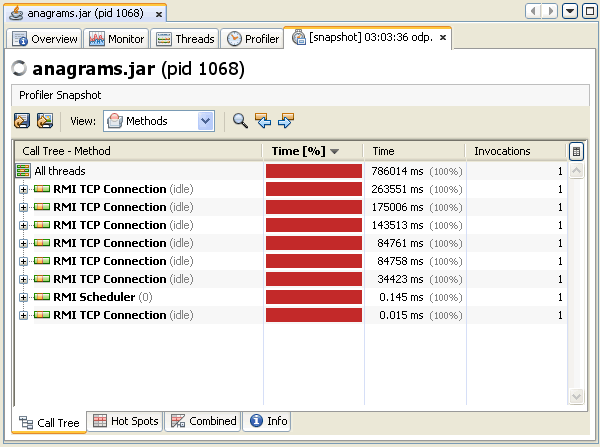 anagrams.jar (pid 1068)
Overview Monitor Threads Profiler [snapshot] 03:03:36 odp.
anagrams.jar (pid 1068)
Profiler Snapshot
View: Methods
Call Tree - Method Time [%] Time Invocations
All threads 786014 ms (100%) 1
RMI TCP Connection (idle) 263551 ms (100%) 1
RMI TCP Connection (idle) 175006 ms (100%) 1
RMI TCP Connection (idle) 143513 ms (100%) 1
RMI TCP Connection (idle) 84761 ms (100%) 1
RMI TCP Connection (idle) 84758 ms (100%) 1
RMI TCP Connection (idle) 34423 ms (100%) 1
RMI Scheduler (0) 0.145 ms (100%) 1
RMI TCP Connection (idle) 0.015 ms (100%) 1
Call Tree Hot Spots Combined Info